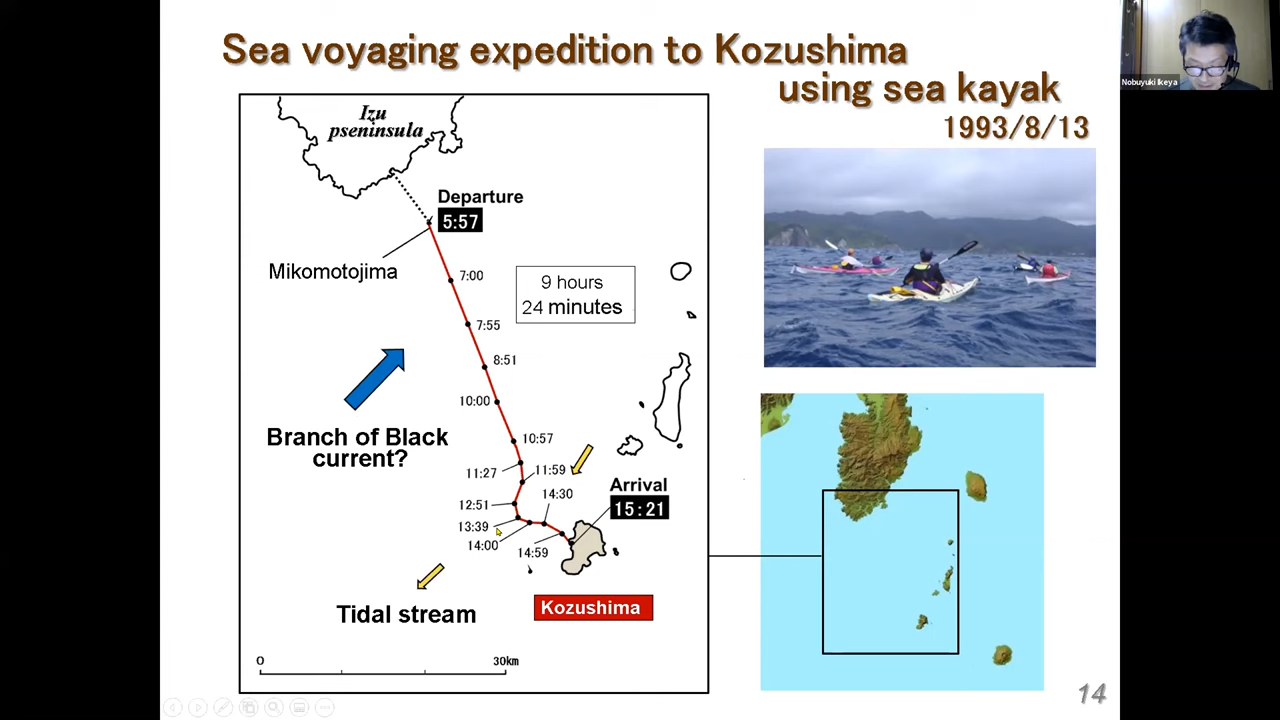 Sea voyaging expedition to Kozushima
using sea kayak
1993/8/13
Nobuyuki Ikeya
Izu
pseninsula
Departure
5:57
Mikomotojima
7:00
9 hours
24 minutes
7:55
8:51
10:00
Branch of Black
current?
10:57
11:27
11:59
12:51
14:30
Arrival
15:21
13:39
14:00
14:59
Tidal stream
Kozushima
0
30km
14